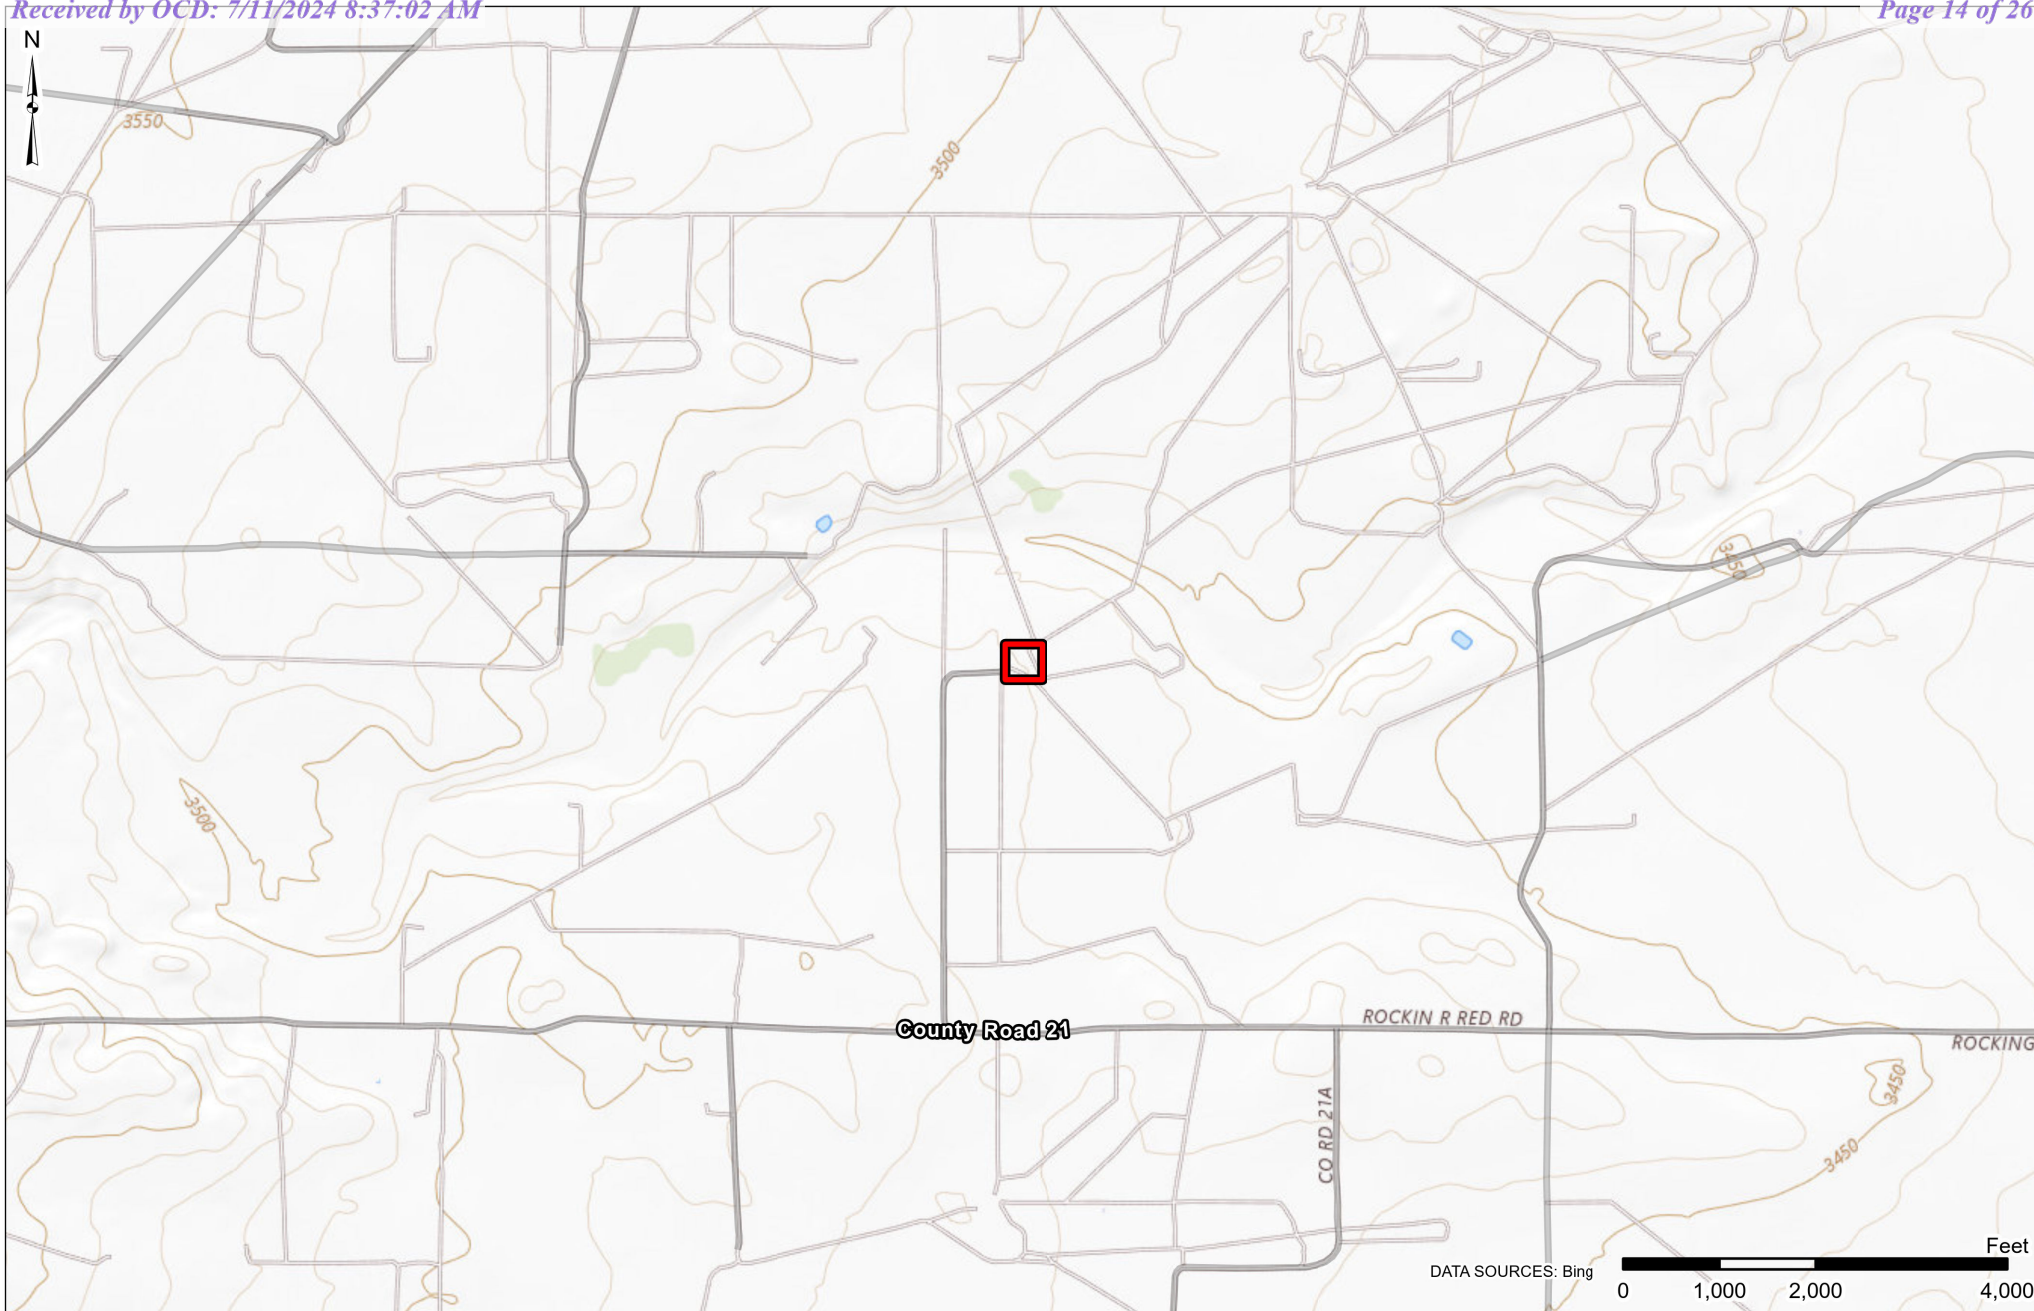 Received by OCD: 7/11/2024 8:37:02 AM
Page 14 of 26
N
3550
3500
3450
3500
County Road 21
ROCKIN R RED RD
ROCKING
3450
CO RD 21A
3450
Feet
DATA SOURCES: Bing
0 1,000 2,000 4,000